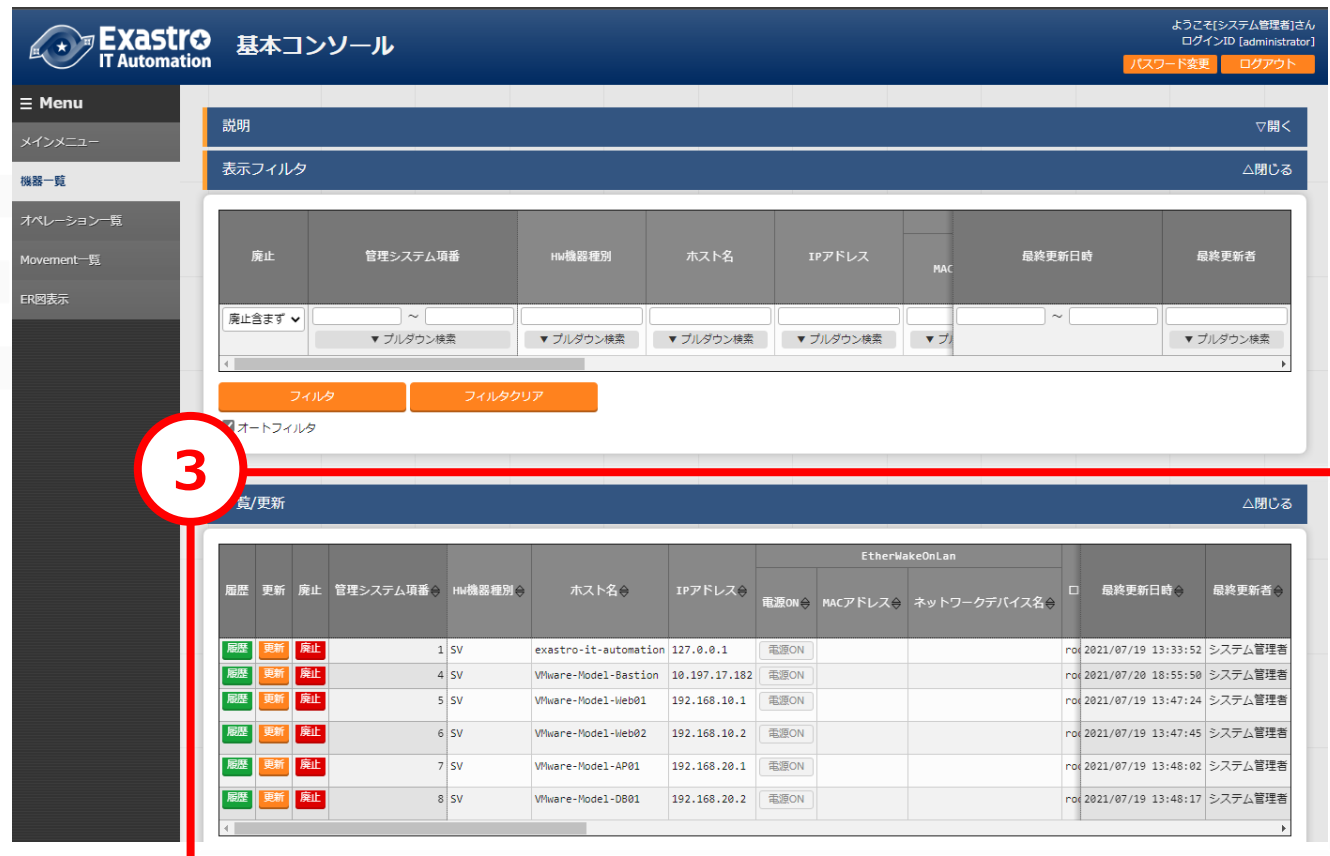 Exastro
IT Automation
基本コンソール
ようこそ[システム管理者]さん
ログインID [administrator]
パスワード変更 ログアウト
☰ Menu
メインメニュー
機器一覧
オペレーション一覧
Movement一覧
ER図表示
説明 ▽開く
表示フィルタ △閉じる
廃止 管理システム項番 HW機器種別 ホスト名 IPアドレス MAC 最終更新日時 最終更新者
廃止含まず ～ ～
▼ プルダウン検索 ▼ プルダウン検索 ▼ プルダウン検索 ▼ プルダウン検索 ▼ プル ▼ プルダウン検索
フィルタ フィルタクリア
オートフィルタ
3
覧/更新 △閉じる
EtherWakeOnLan
履歴 更新 廃止 管理システム項番 HW機器種別 ホスト名 IPアドレス 電源ON MACアドレス ネットワークデバイス名 ロ 最終更新日時 最終更新者
履歴 更新 廃止 1 SV exastro-it-automation 127.0.0.1 電源ON roo 2021/07/19 13:33:52 システム管理者
履歴 更新 廃止 4 SV VMware-Model-Bastion 10.197.17.182 電源ON roo 2021/07/20 18:55:50 システム管理者
履歴 更新 廃止 5 SV VMware-Model-Web01 192.168.10.1 電源ON roo 2021/07/19 13:47:24 システム管理者
履歴 更新 廃止 6 SV VMware-Model-Web02 192.168.10.2 電源ON roo 2021/07/19 13:47:45 システム管理者
履歴 更新 廃止 7 SV VMware-Model-AP01 192.168.20.1 電源ON roo 2021/07/19 13:48:02 システム管理者
履歴 更新 廃止 8 SV VMware-Model-DB01 192.168.20.2 電源ON roo 2021/07/19 13:48:17 システム管理者